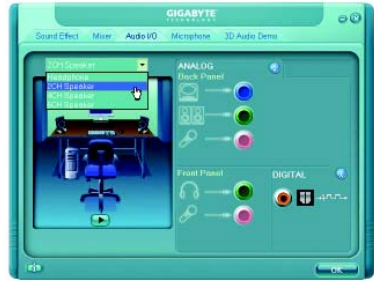 GIGABYTE
TECHNOLOGY
Sound Effect Mixer Audio I/O Microphone 3D Audio Demo
2CH Speaker
Headphone
2CH Speaker
4CH Speaker
6CH Speaker
ANALOG
Back Panel
Front Panel
DIGITAL
OK